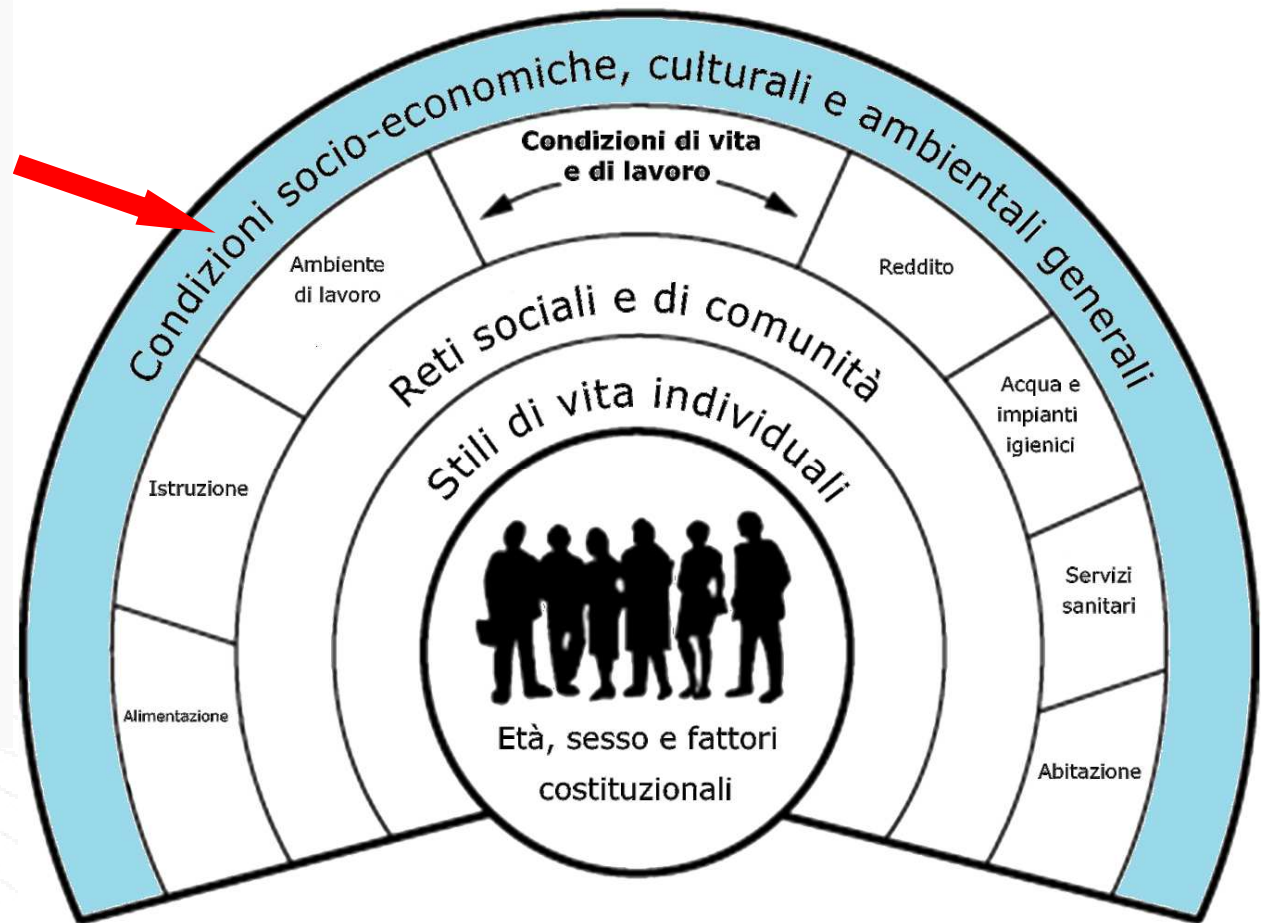 Condizioni socio-economiche, culturali e ambientali generali
Condizioni di vita
e di lavoro
Ambiente
di lavoro
Reddito
Istruzione
Acqua e
impianti
igienici
Alimentazione
Servizi
sanitari
Abitazione
Reti sociali e di comunità
Stili di vita individuali
Età, sesso e fattori
costituzionali